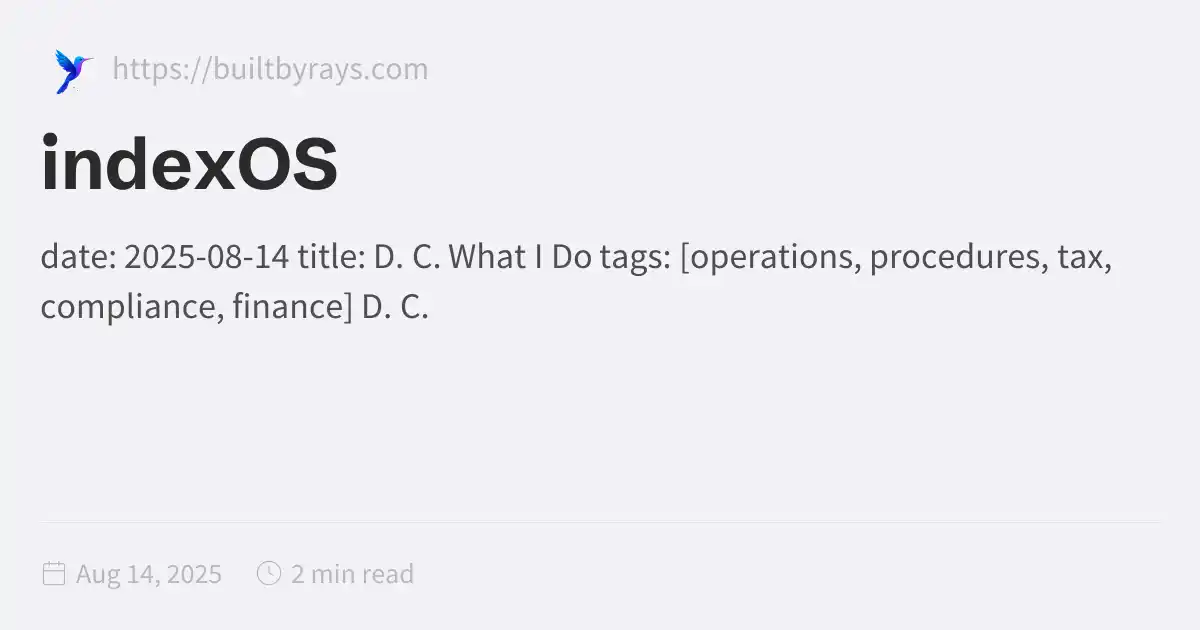 https://builtbyrays.com
indexOS
date: 2025-08-14 title: D. C. What I Do tags: [operations, procedures, tax,
compliance, finance] D. C.
Aug 14, 2025 2 min read